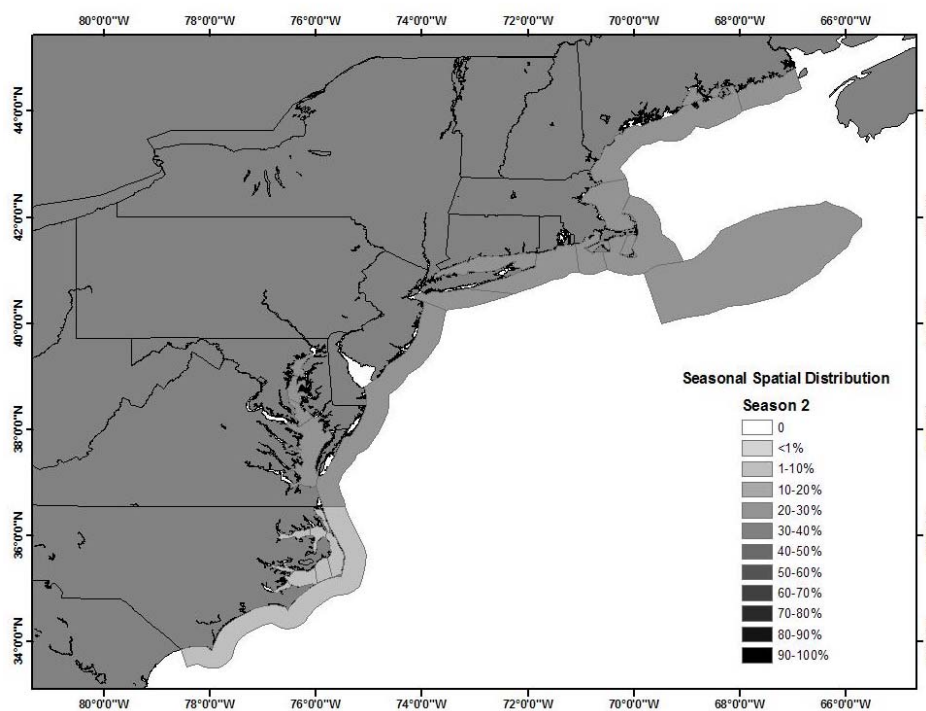 80°0'0"W 78°0'0"W 76°0'0"W 74°0'0"W 72°0'0"W 70°0'0"W 68°0'0"W 66°0'0"W
44°0'0"N
42°0'0"N
40°0'0"N
38°0'0"N
36°0'0"N
34°0'0"N
Seasonal Spatial Distribution
Season 2
0
<1%
1-10%
10-20%
20-30%
30-40%
40-50%
50-60%
60-70%
70-80%
80-90%
90-100%
80°0'0"W 78°0'0"W 76°0'0"W 74°0'0"W 72°0'0"W 70°0'0"W 68°0'0"W 66°0'0"W